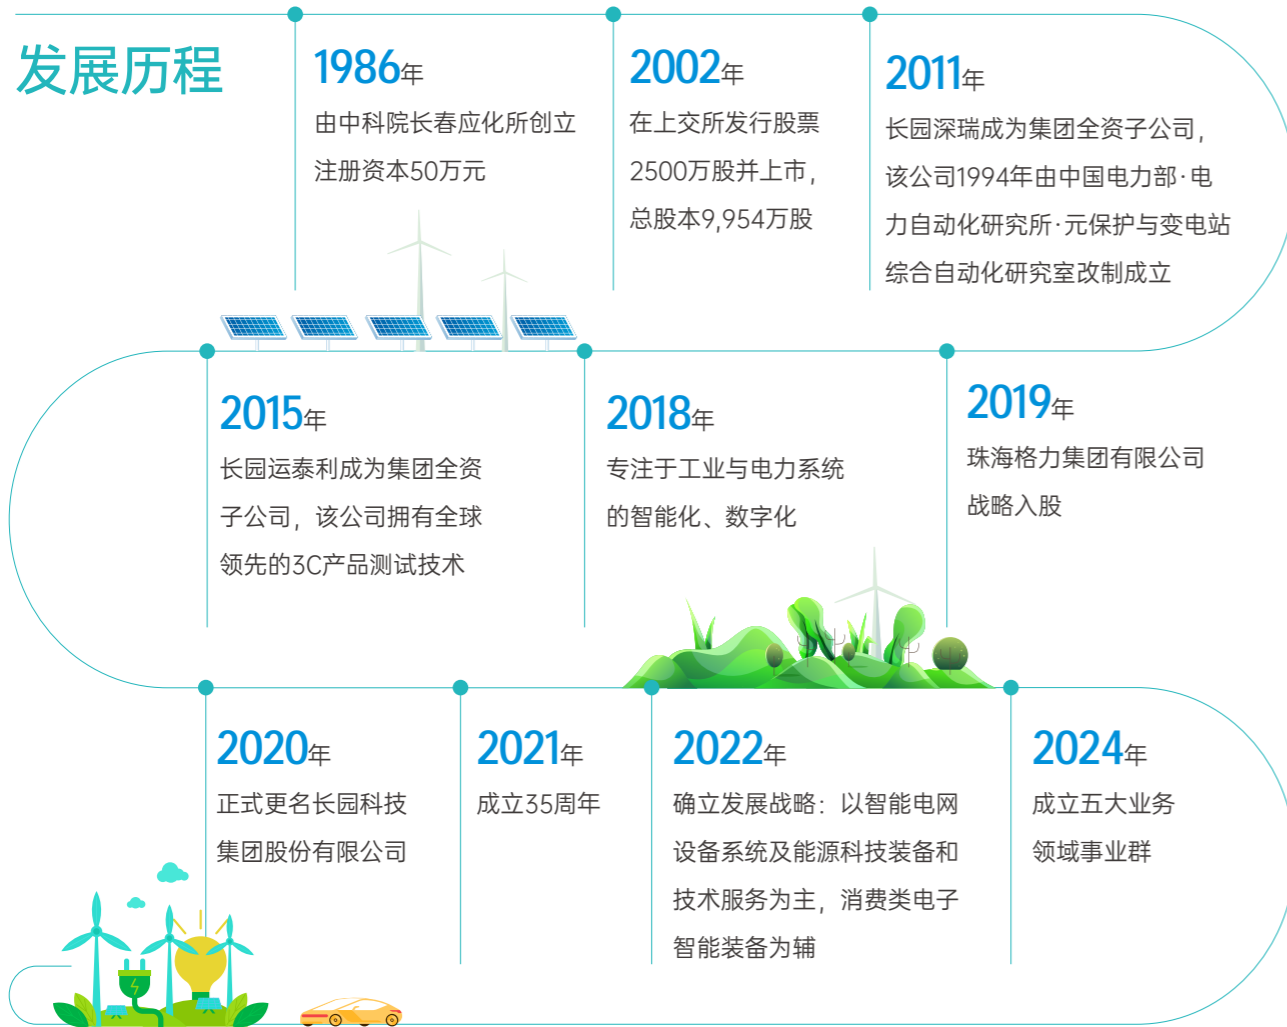 发展历程
1986年
由中科院长春应化所创立
注册资本50万元
2002年
在上交所发行股票
2500万股并上市，
总股本9,954万股
2011年
长园深瑞成为集团全资子公司，
该公司1994年由中国电力部·电
力自动化研究所·元保护与变电站
综合自动化研究室改制成立
2015年
长园运泰利成为集团全资
子公司，该公司拥有全球
领先的3C产品测试技术
2018年
专注于工业与电力系统
的智能化、数字化
2019年
珠海格力集团有限公司
战略入股
2020年
正式更名长园科技
集团股份有限公司
2021年
成立35周年
2022年
确立发展战略：以智能电网
设备系统及能源科技装备和
技术服务为主，消费类电子
智能装备为辅
2024年
成立五大业务
领域事业群